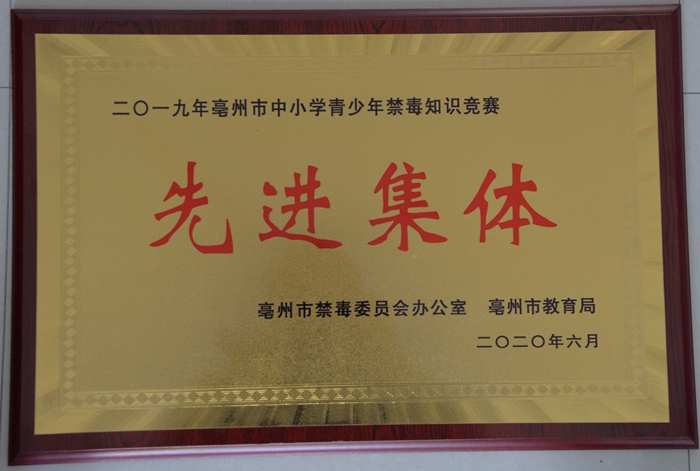 二〇一九年亳州市中小学青少年禁毒知识竞赛
先进集体
亳州市禁毒委员会办公室 亳州市教育局
二〇二〇年六月